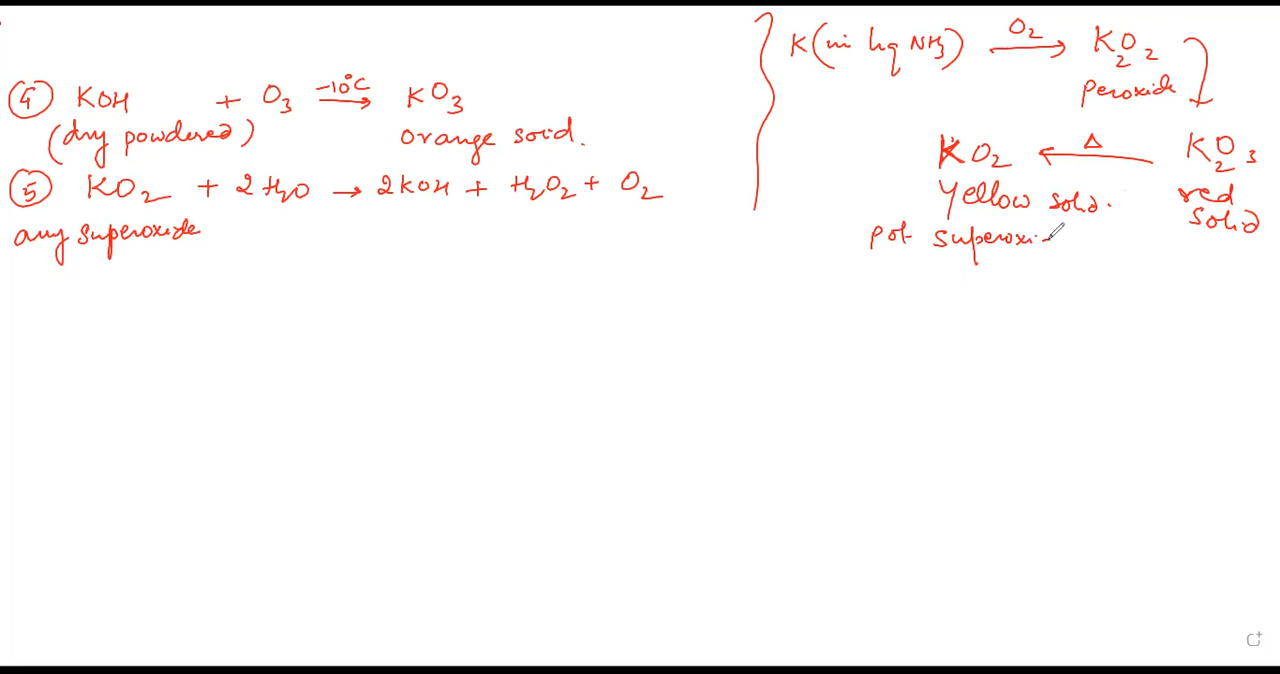 ④ KOH + O₃ -10°C→ KO₃
(dry powdered) orange soid.
⑤ KO₂ + 2H₂O → 2KOH + H₂O₂ + O₂
any superoxide
K(in liq NH₃) O₂→ K₂O₂
peroxide
KO₂ ←Δ K₂O₃
yellow solid. red
solid
pot superoxi